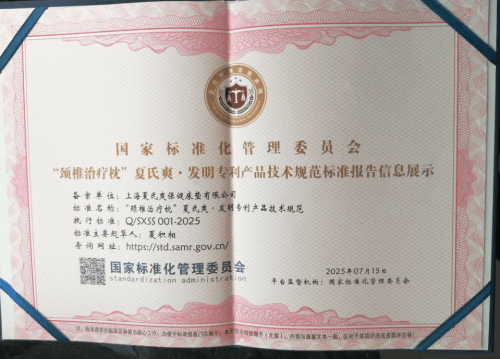 国家标准化管理委员会
“颈椎治疗枕”夏氏爽·发明专利产品技术规范标准报告信息展示
备案单位：上海夏氏爽保健床垫有限公司
标准名称：“颈椎治疗枕”夏氏爽·发明专利产品技术规范
执行标准：Q/SXSS 001-2025
标准主要起草人：夏积相
查询网址：https://std.samr.gov.cn/
国家标准化管理委员会
standardization administration
2025年07月15日
平台监督机构：国家标准化管理委员会